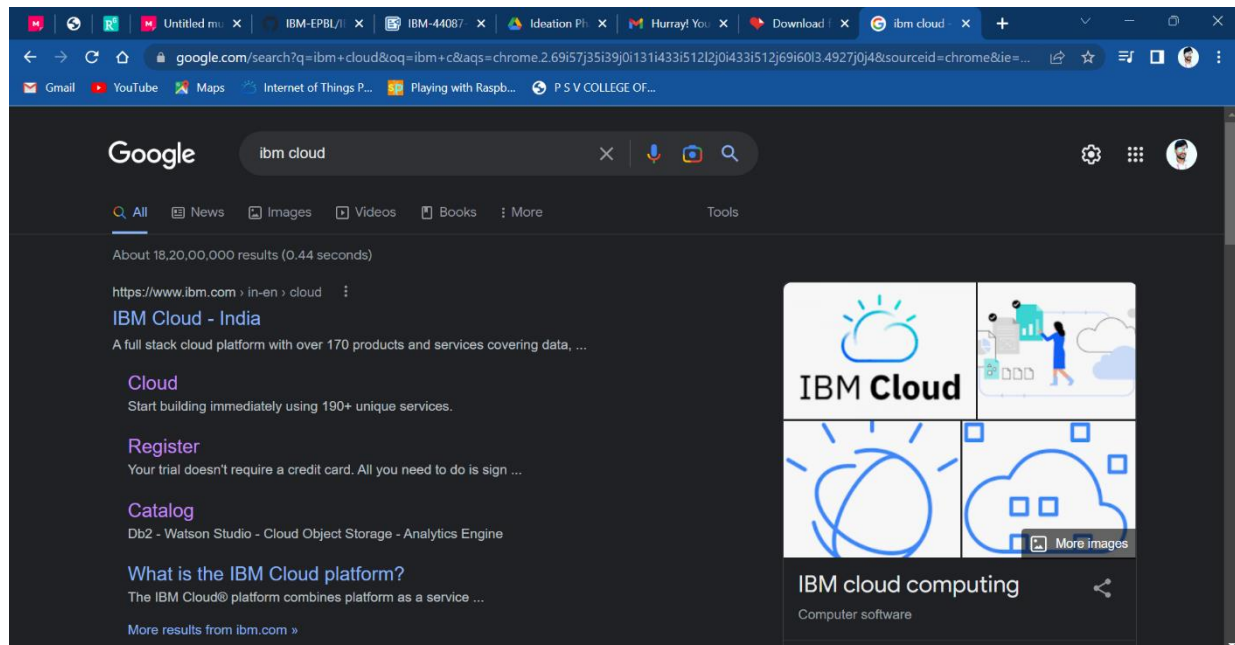 Untitled mu
IBM-EPBL/I
IBM-44087-
Ideation Ph
Hurray! You
Download f
ibm cloud -
google.com/search?q=ibm+cloud&oq=ibm+c&aqs=chrome.2.69i57j35i39j0i131i433i512l2j0i433i512j69i60l3.4927j0j4&sourceid=chrome&ie=...
Gmail YouTube Maps Internet of Things P... Playing with Raspb... P S V COLLEGE OF...
Google
ibm cloud
All News Images Videos Books More Tools
About 18,20,00,000 results (0.44 seconds)
https://www.ibm.com › in-en › cloud
IBM Cloud - India
A full stack cloud platform with over 170 products and services covering data, ...
Cloud
Start building immediately using 190+ unique services.
Register
Your trial doesn't require a credit card. All you need to do is sign ...
Catalog
Db2 - Watson Studio - Cloud Object Storage - Analytics Engine
What is the IBM Cloud platform?
The IBM Cloud® platform combines platform as a service ...
More results from ibm.com »
IBM Cloud
More images
IBM cloud computing
Computer software